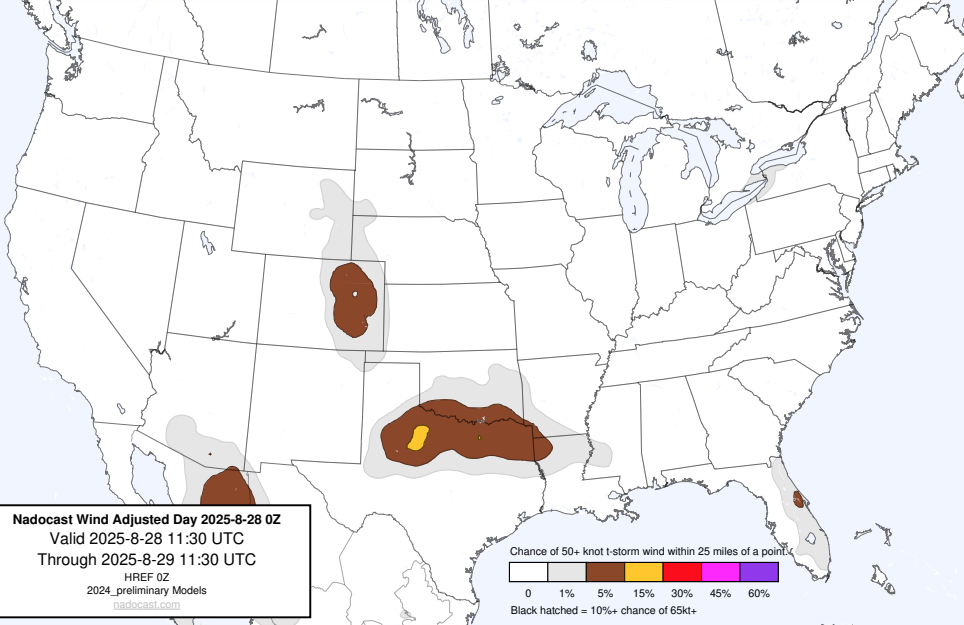 Nadocast Wind Adjusted Day 2025-8-28 0Z
Valid 2025-8-28 11:30 UTC
Through 2025-8-29 11:30 UTC
HREF 0Z
2024_preliminary Models
nadocast.com
Chance of 50+ knot t-storm wind within 25 miles of a point.
0 1% 5% 15% 30% 45% 60%
Black hatched = 10%+ chance of 65kt+